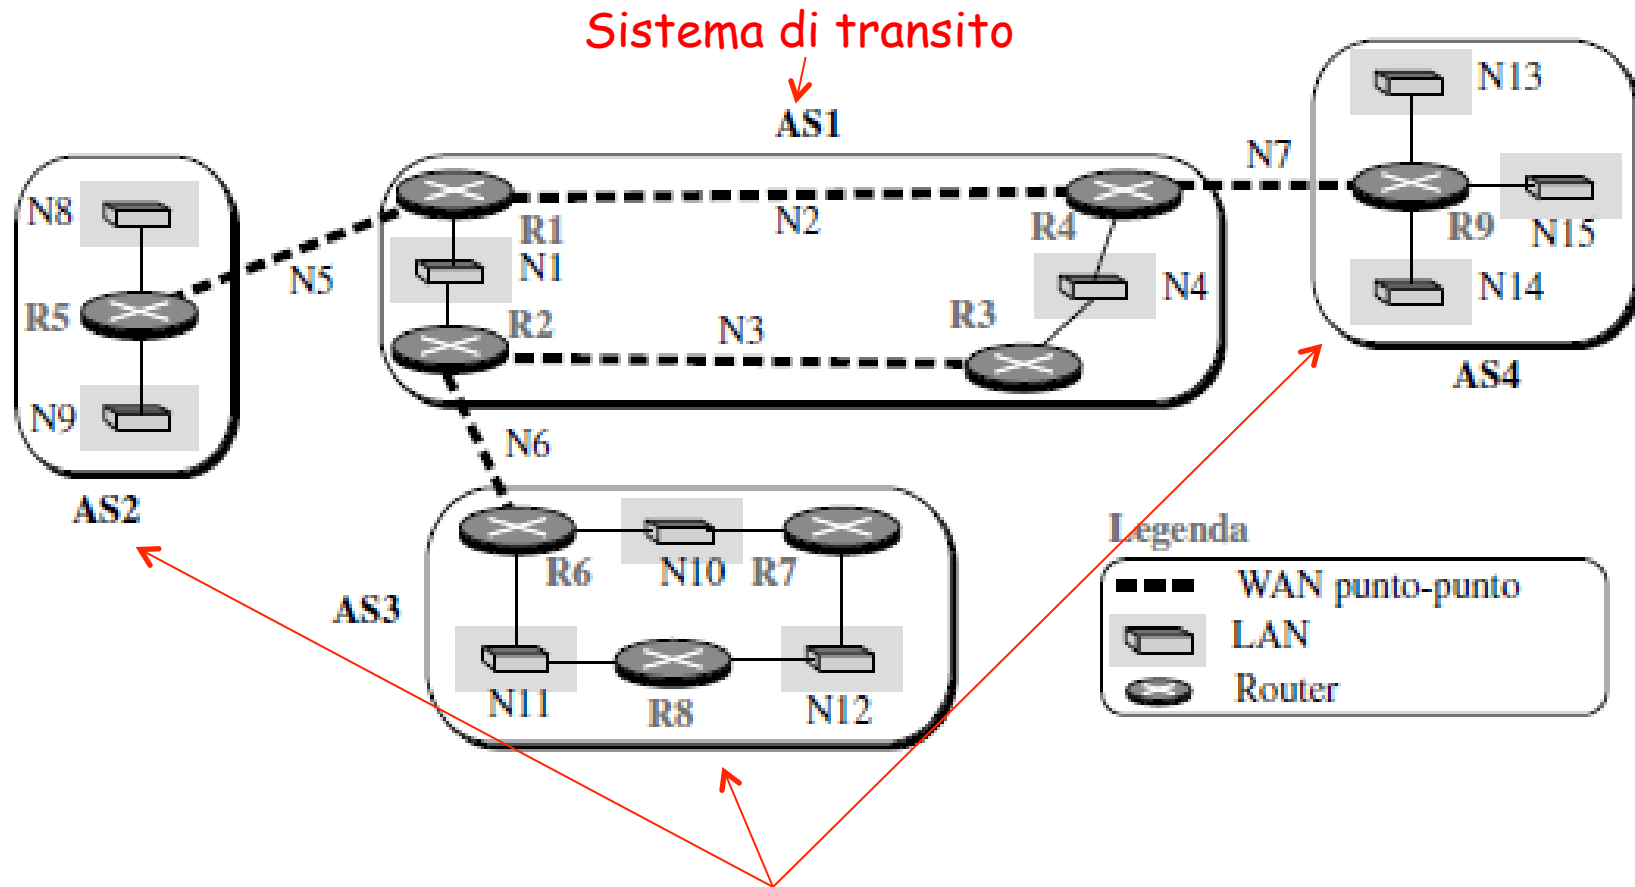 Sistema di transito
AS1
N13
N7
N8
N2
R1
R4
R9
N15
N5
N1
N4
N14
R5
R2
N3
R3
AS4
N9
N6
AS2
Legenda
R6
N10
R7
WAN punto-punto
AS3
LAN
Router
N11
R8
N12